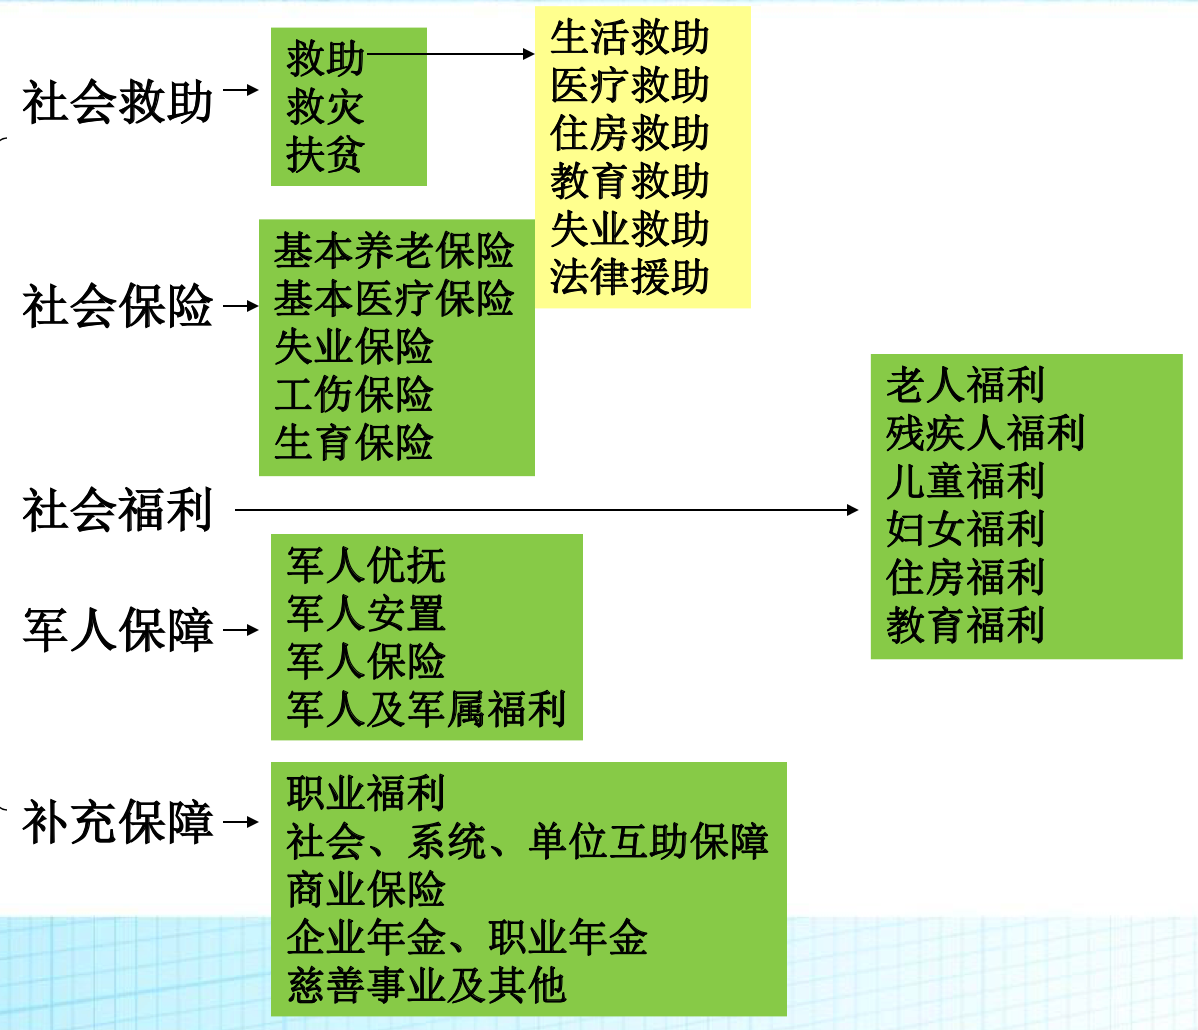 社会救助
救助
救灾
扶贫
生活救助
医疗救助
住房救助
教育救助
失业救助
法律援助
社会保险
基本养老保险
基本医疗保险
失业保险
工伤保险
生育保险
社会福利
老人福利
残疾人福利
儿童福利
妇女福利
住房福利
教育福利
军人保障
军人优抚
军人安置
军人保险
军人及军属福利
补充保障
职业福利
社会、系统、单位互助保障
商业保险
企业年金、职业年金
慈善事业及其他